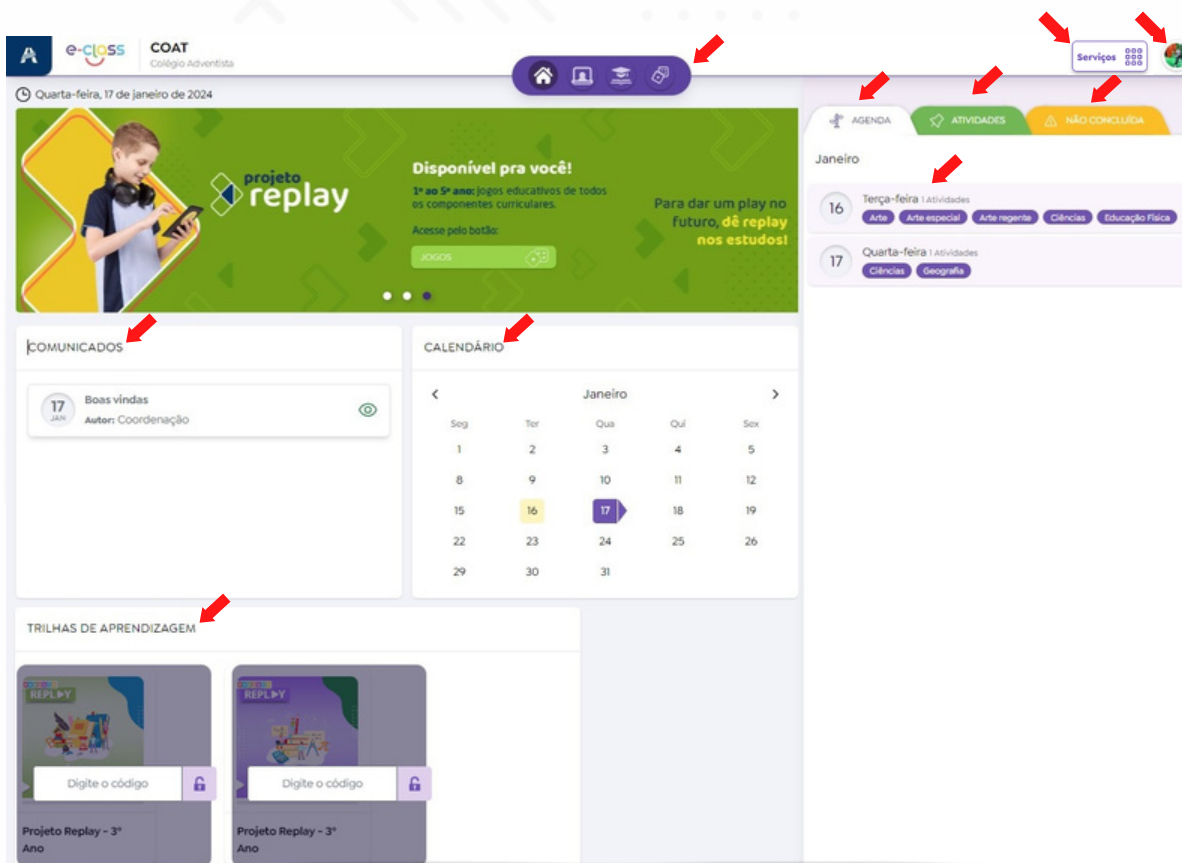 e-class
COAT
Colégio Adventista
Serviços
Quarta-feira, 17 de janeiro de 2024
projeto
replay
Disponível pra você!
1º ao 5º ano: jogos educativos de todos
os componentes curriculares.
Acesse pelo botão:
JOGOS
Para dar um play no
futuro, dê replay
nos estudos!
AGENDA
ATIVIDADES
NÃO CONCLUÍDA
Janeiro
16
Terça-feira 1 Atividades
Arte Arte especial Arte regente Ciências Educação Física
17
Quarta-feira 1 Atividades
Ciências Geografia
COMUNICADOS
17
JAN
Boas vindas
Autor: Coordenação
CALENDÁRIO
Janeiro
Seg Ter Qua Qui Sex
1 2 3 4 5
8 9 10 11 12
15 16 17 18 19
22 23 24 25 26
29 30 31
TRILHAS DE APRENDIZAGEM
REPLAY
Digite o código
Projeto Replay - 3º
Ano
REPLAY
Digite o código
Projeto Replay - 3º
Ano